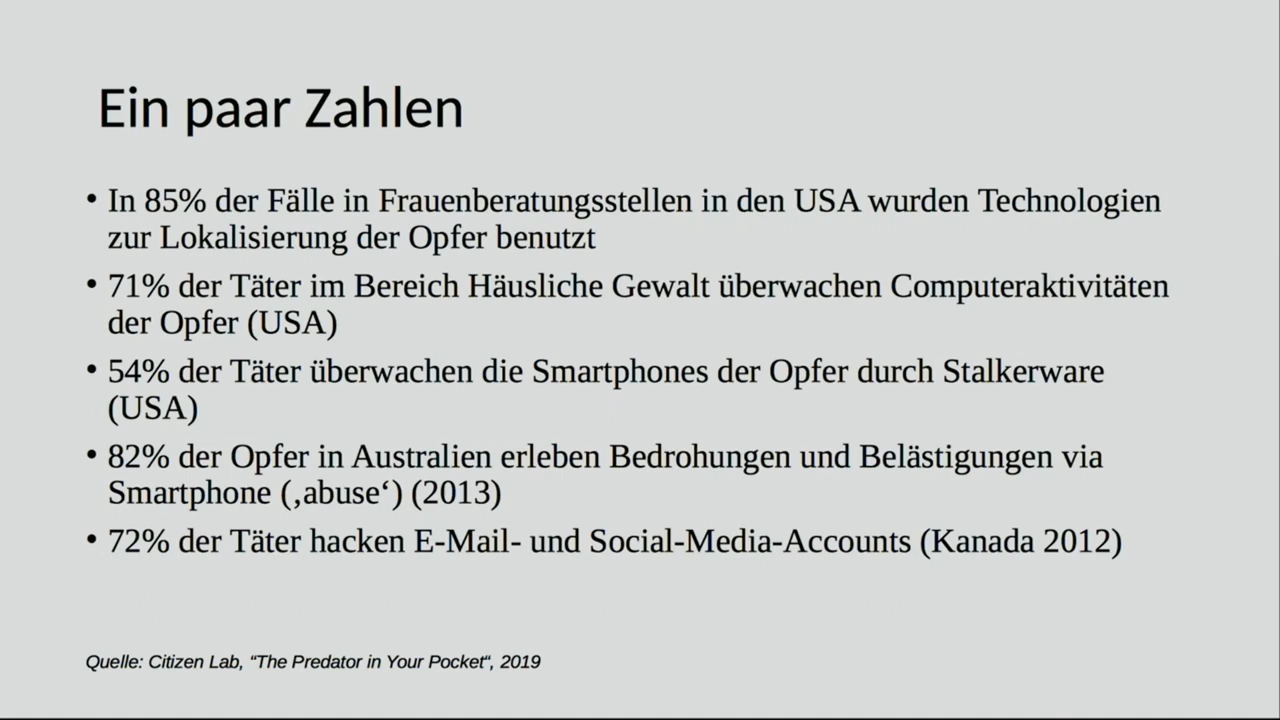 Ein paar Zahlen
• In 85% der Fälle in Frauenberatungsstellen in den USA wurden Technologien
zur Lokalisierung der Opfer benutzt
• 71% der Täter im Bereich Häusliche Gewalt überwachen Computeraktivitäten
der Opfer (USA)
• 54% der Täter überwachen die Smartphones der Opfer durch Stalkerware
(USA)
• 82% der Opfer in Australien erleben Bedrohungen und Belästigungen via
Smartphone (‚abuse‘) (2013)
• 72% der Täter hacken E-Mail- und Social-Media-Accounts (Kanada 2012)
Quelle: Citizen Lab, "The Predator in Your Pocket“, 2019